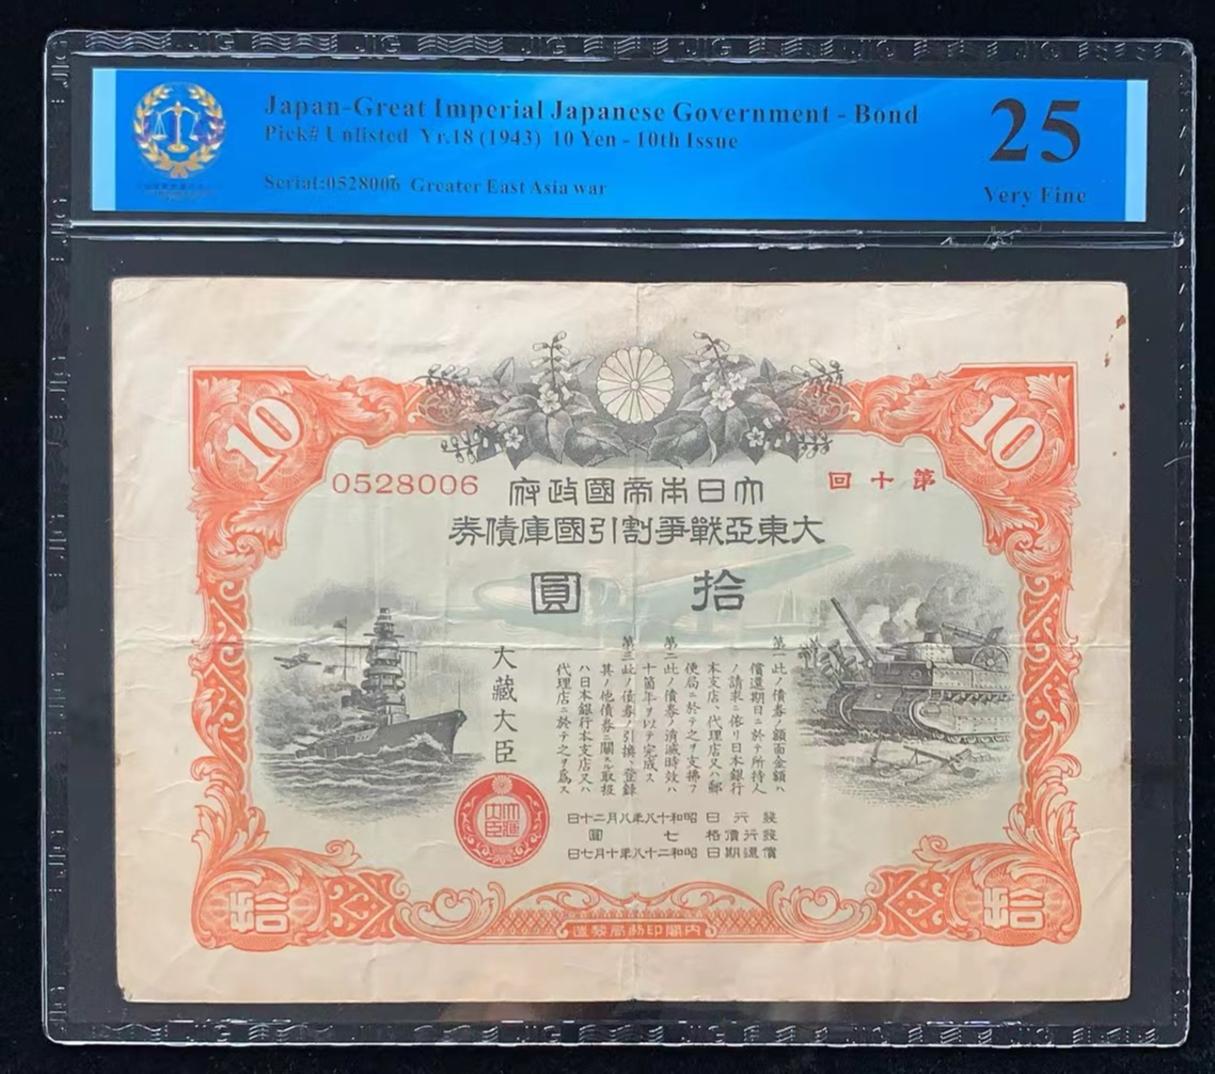 Japan-Great Imperial Japanese Government - Bond
Pick# Unlisted Yr.18 (1943) 10 Yen - 10th Issue
Serial:0528006 Greater East Asia war
25
Very Fine
10
10
0528006
第十回
大日本帝國政府
大東亞戰爭割引國庫債券
拾圓
第一此ノ債券ノ額面金額ハ
償還期日ニ於テ所持人
ノ請求ニ依リ日本銀行
本支店、代理店又ハ郵
便局ニ於テ之ヲ支拂フ
第二此ノ債券ノ消滅時效ハ
十箇年ヲ以テ完成ス
第三此ノ債券ノ引換、登錄
其ノ他債券ニ關スル取扱
ハ日本銀行本支店又ハ
代理店ニ於テ之ヲ爲ス
大藏大臣
大藏大臣
發行日 昭和十八年八月二十日
發行價格 七圓
償還期日 昭和二十八年十月七日
拾
拾
內閣印刷局製造
JIG